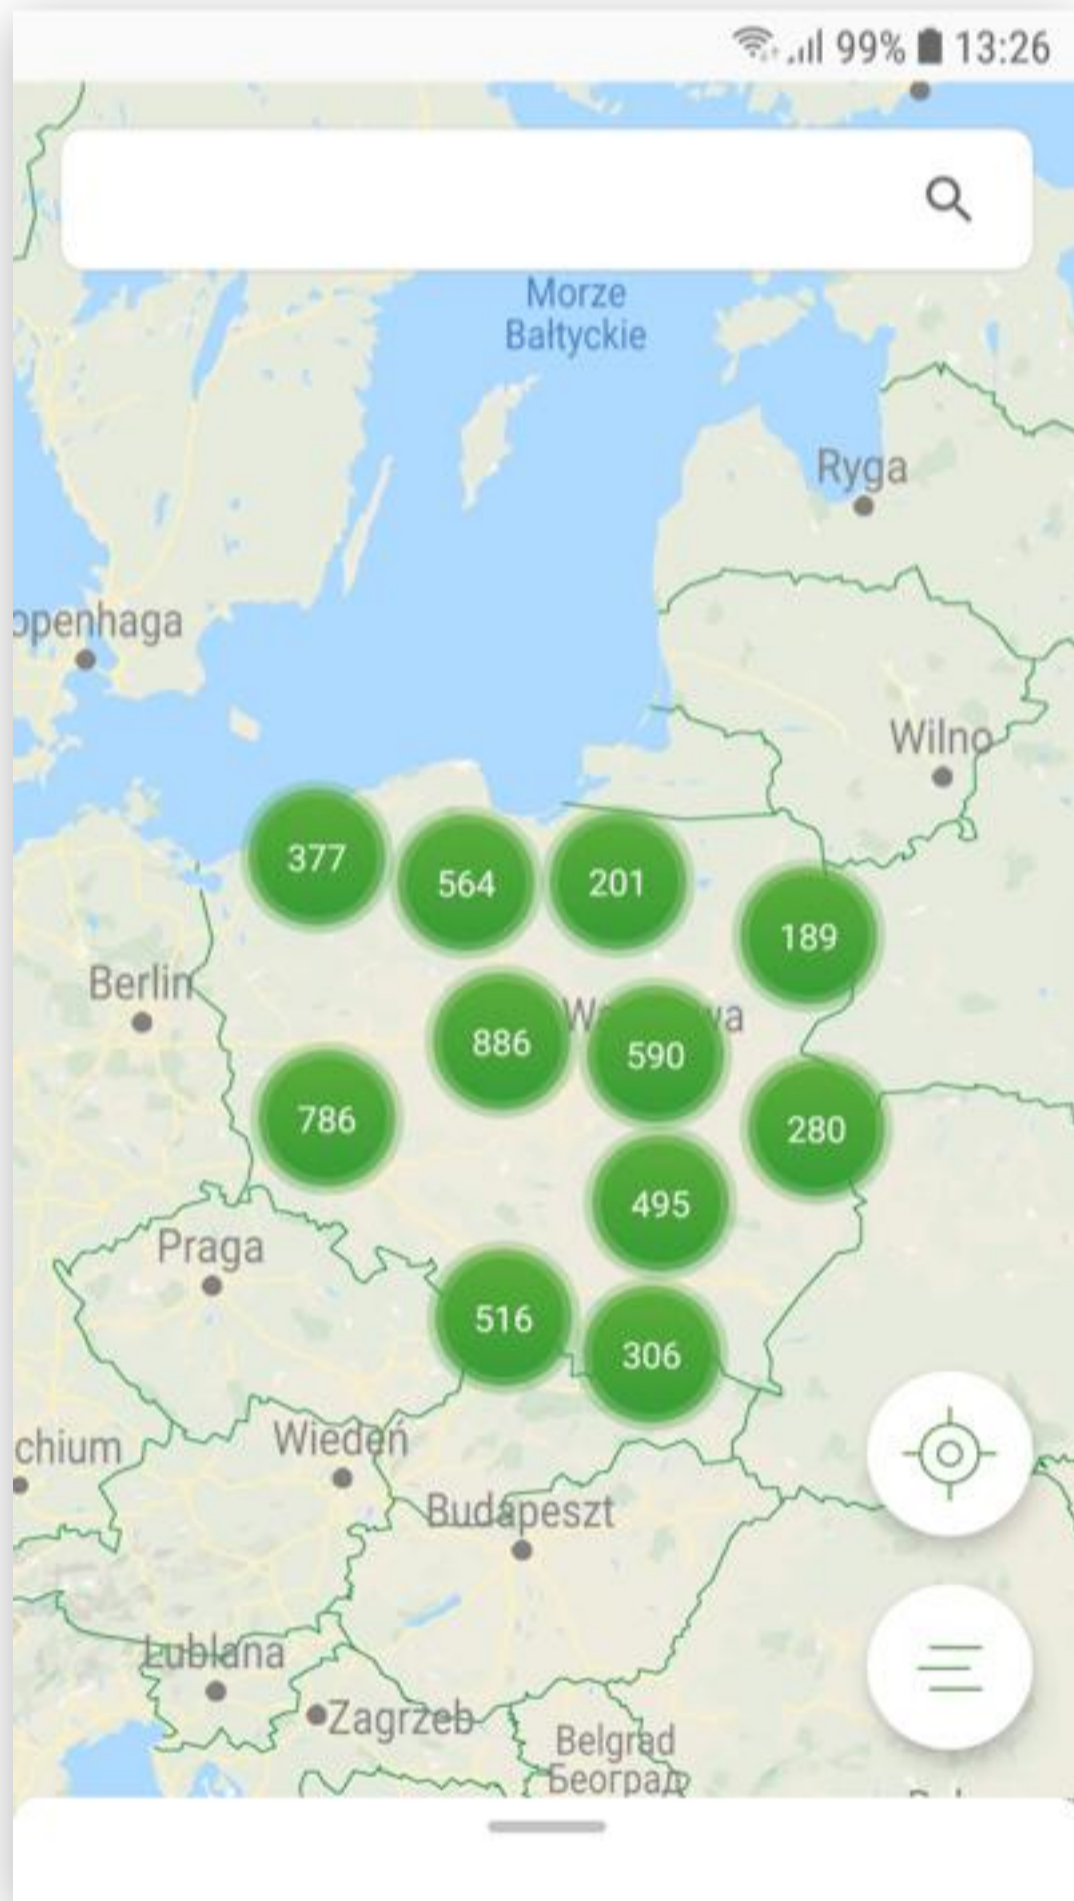 99% 13:26
Morze
Bałtyckie
Ryga
openhaga
Wilno
377
564
201
189
Berlin
886
590
786
280
495
Praga
516
306
chium
Wiedeń
Budapeszt
Lublana
Zagrzeb
Belgrad
Београд